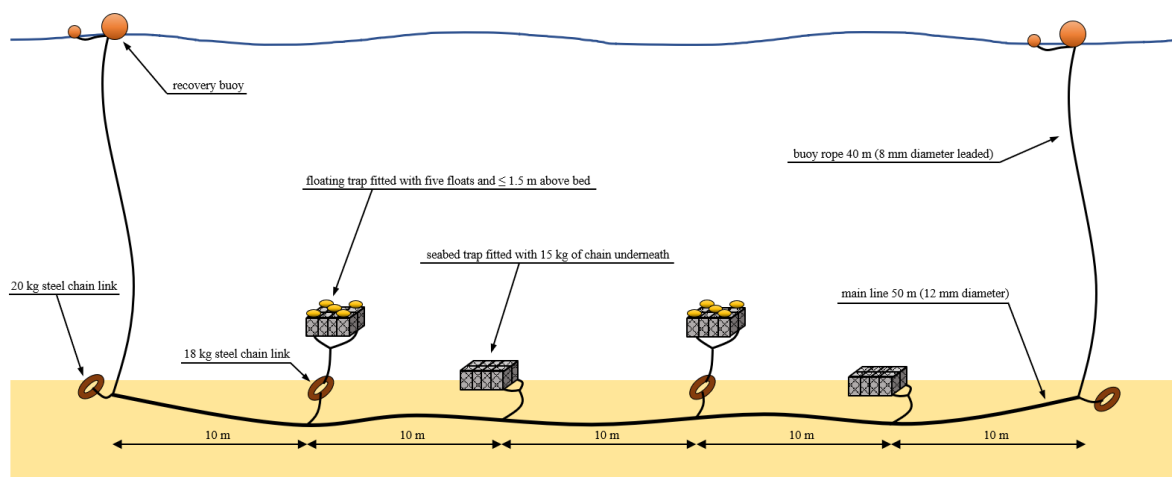 recovery buoy
buoy rope 40 m (8 mm diameter leaded)
floating trap fitted with five floats and ≤ 1.5 m above bed
seabed trap fitted with 15 kg of chain underneath
20 kg steel chain link
main line 50 m (12 mm diameter)
18 kg steel chain link
10 m
10 m
10 m
10 m
10 m